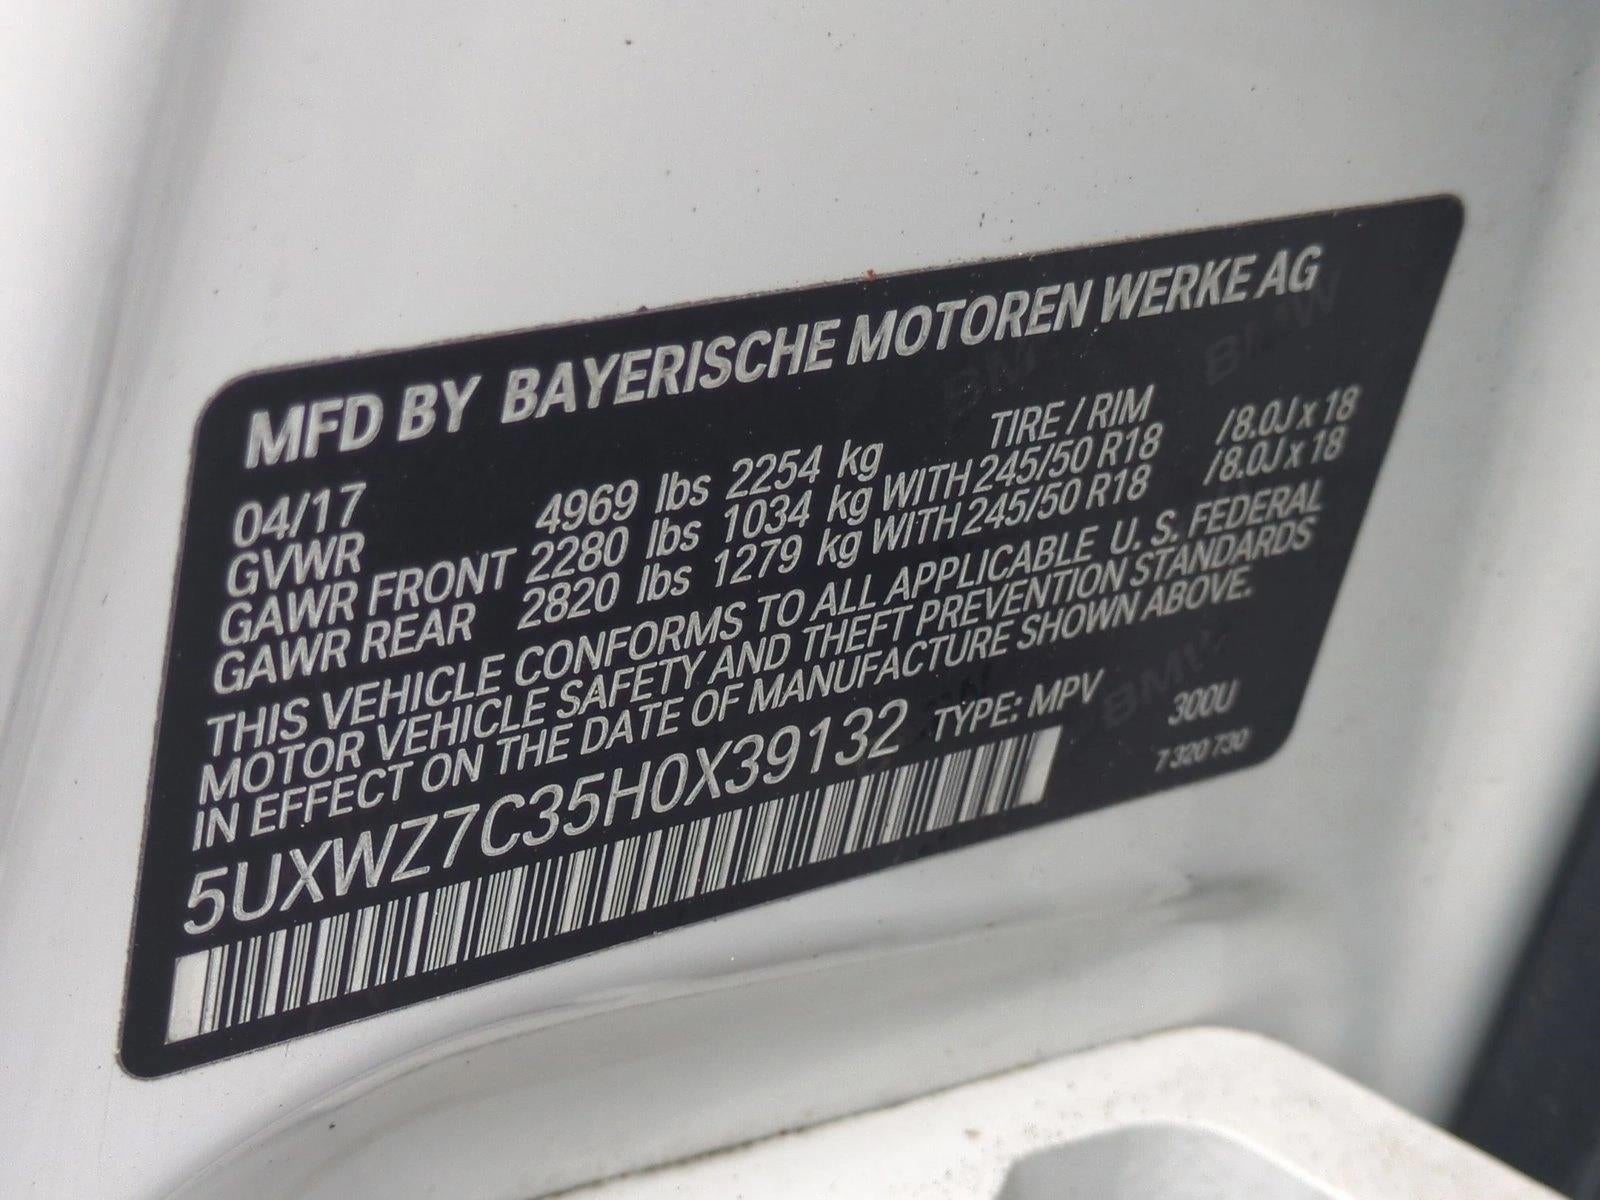 MFD BY BAYERISCHE MOTOREN WERKE AG
04/17 TIRE / RIM
GVWR 4969 lbs 2254 kg
GAWR FRONT 2280 lbs 1034 kg WITH 245/50 R18 /8.0J x 18
GAWR REAR 2820 lbs 1279 kg WITH 245/50 R18 /8.0J x 18
THIS VEHICLE CONFORMS TO ALL APPLICABLE U. S. FEDERAL
MOTOR VEHICLE SAFETY AND THEFT PREVENTION STANDARDS
IN EFFECT ON THE DATE OF MANUFACTURE SHOWN ABOVE.
5UXWZ7C35H0X39132 TYPE: MPV 300U
7 320 730
BMW
BMW
BMW